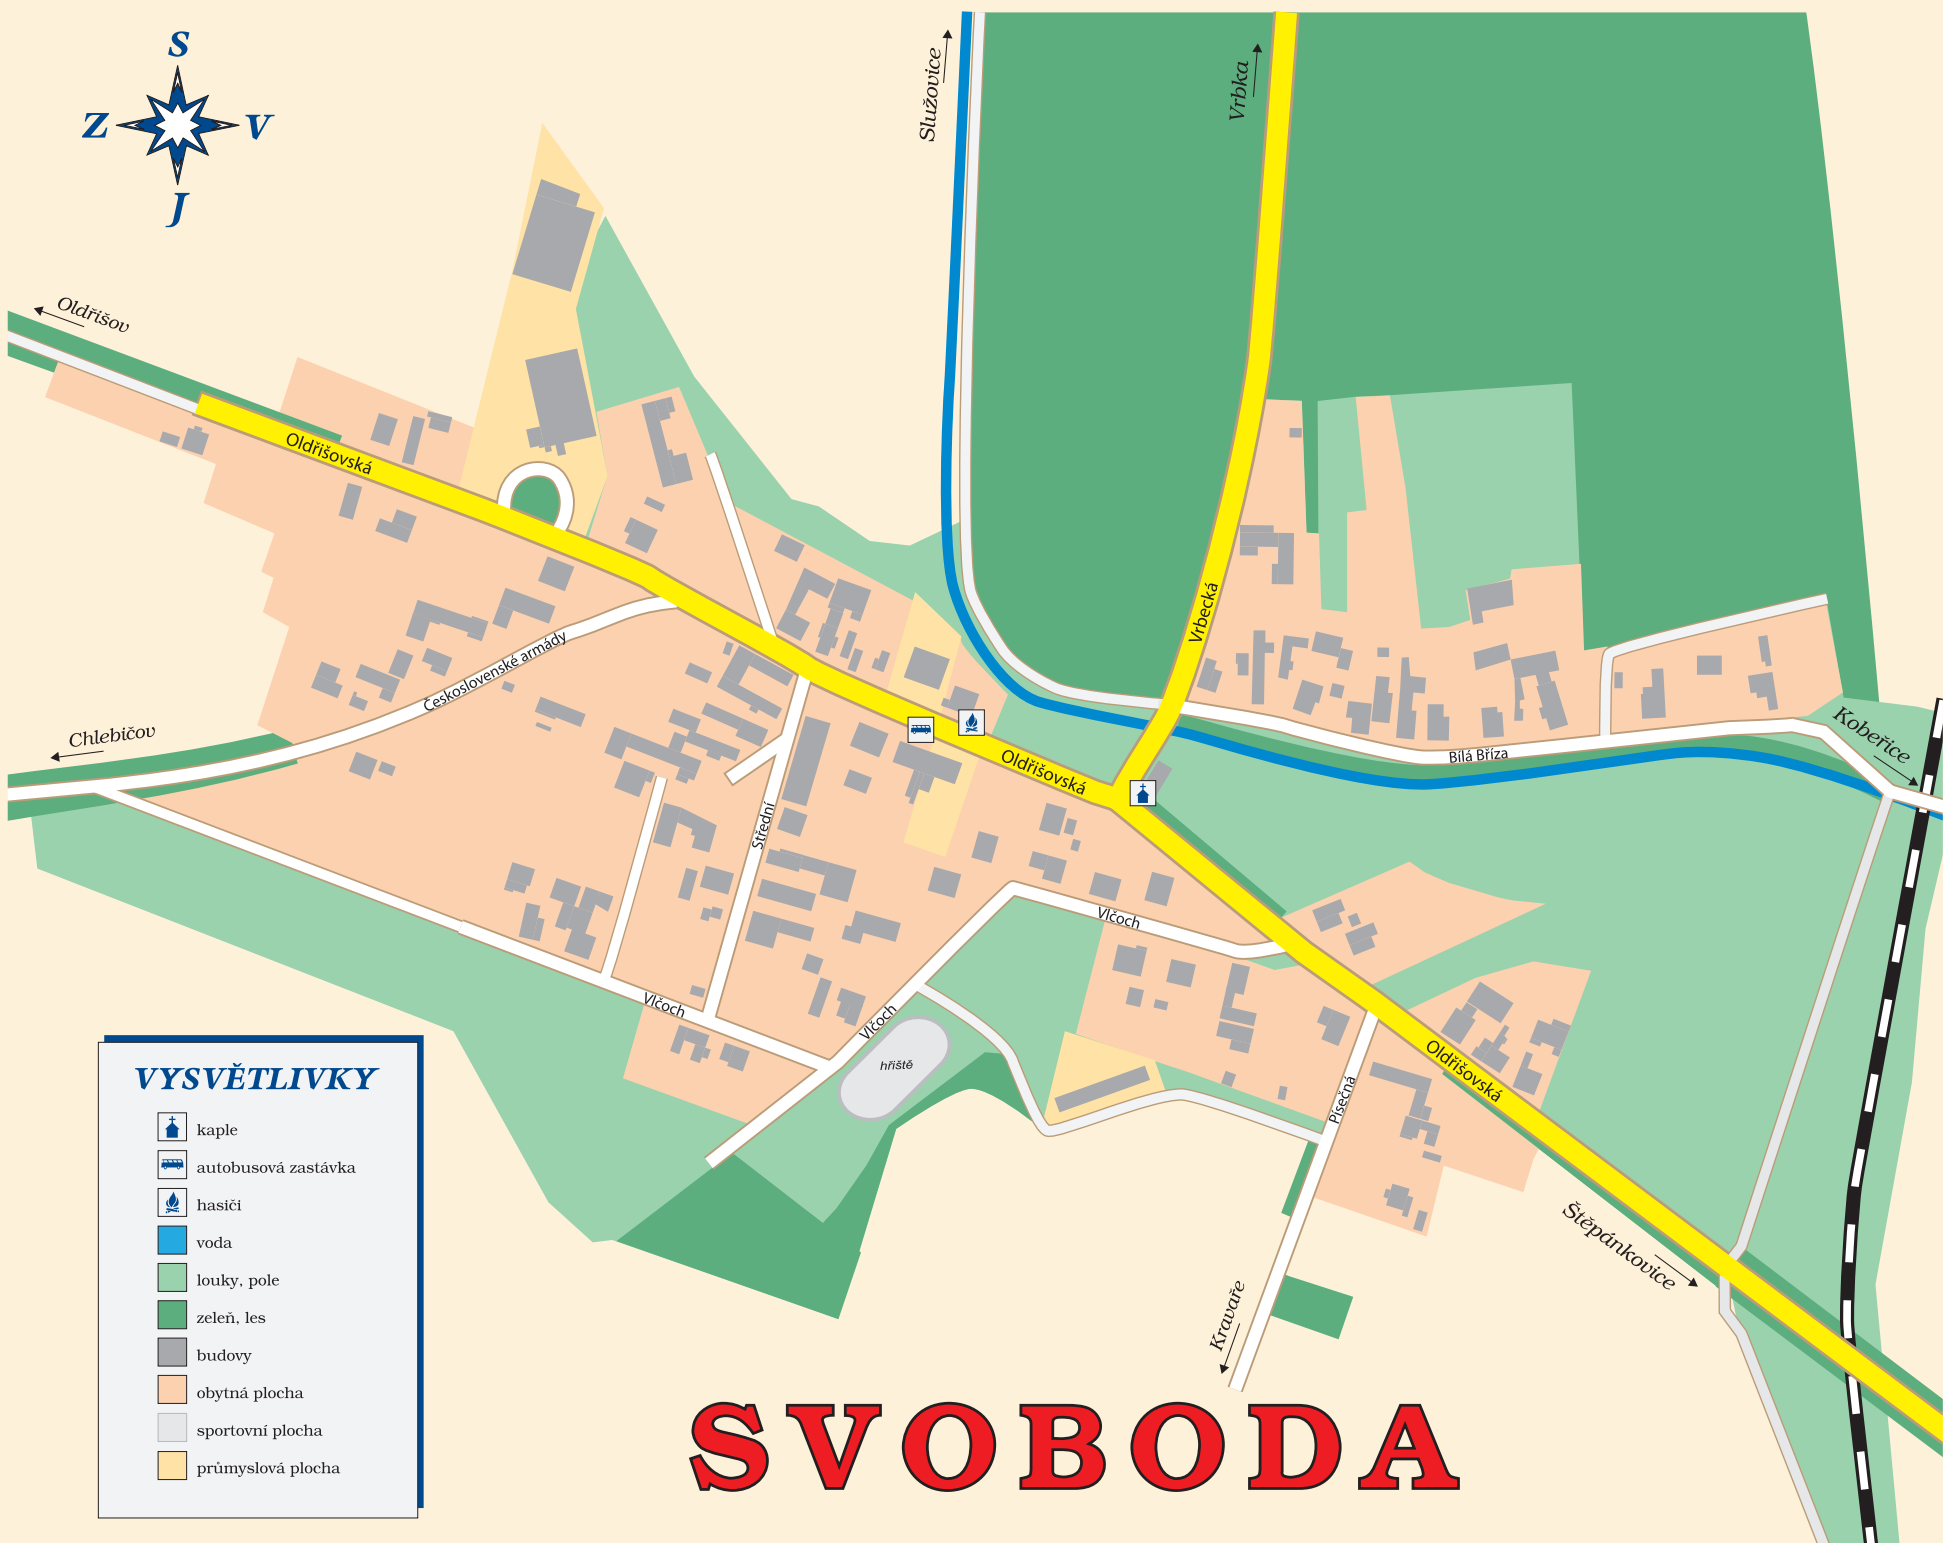 S
Z
V
J
Služovice
Vrbka
Oldřišov
Oldřišovská
Vrbecká
Československé armády
Chlebičov
Kobeřice
Oldřišovská
Bílá Bříza
Střední
Vlčoch
Vlčoch
Vlčoch
hřiště
Oldřišovská
Písečná
Štěpánkovice
Kravaře
VYSVĚTLIVKY
kaple
autobusová zastávka
hasiči
voda
louky, pole
zeleň, les
budovy
obytná plocha
sportovní plocha
průmyslová plocha
SVOBODA